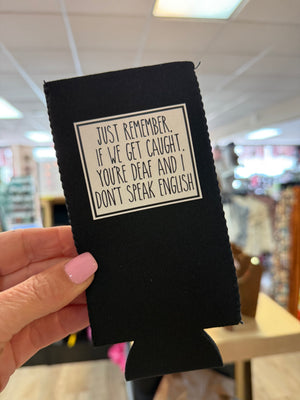 JUST REMEMBER.
IF WE GET CAUGHT.
YOU'RE DEAF AND I
DON'T SPEAK ENGLISH